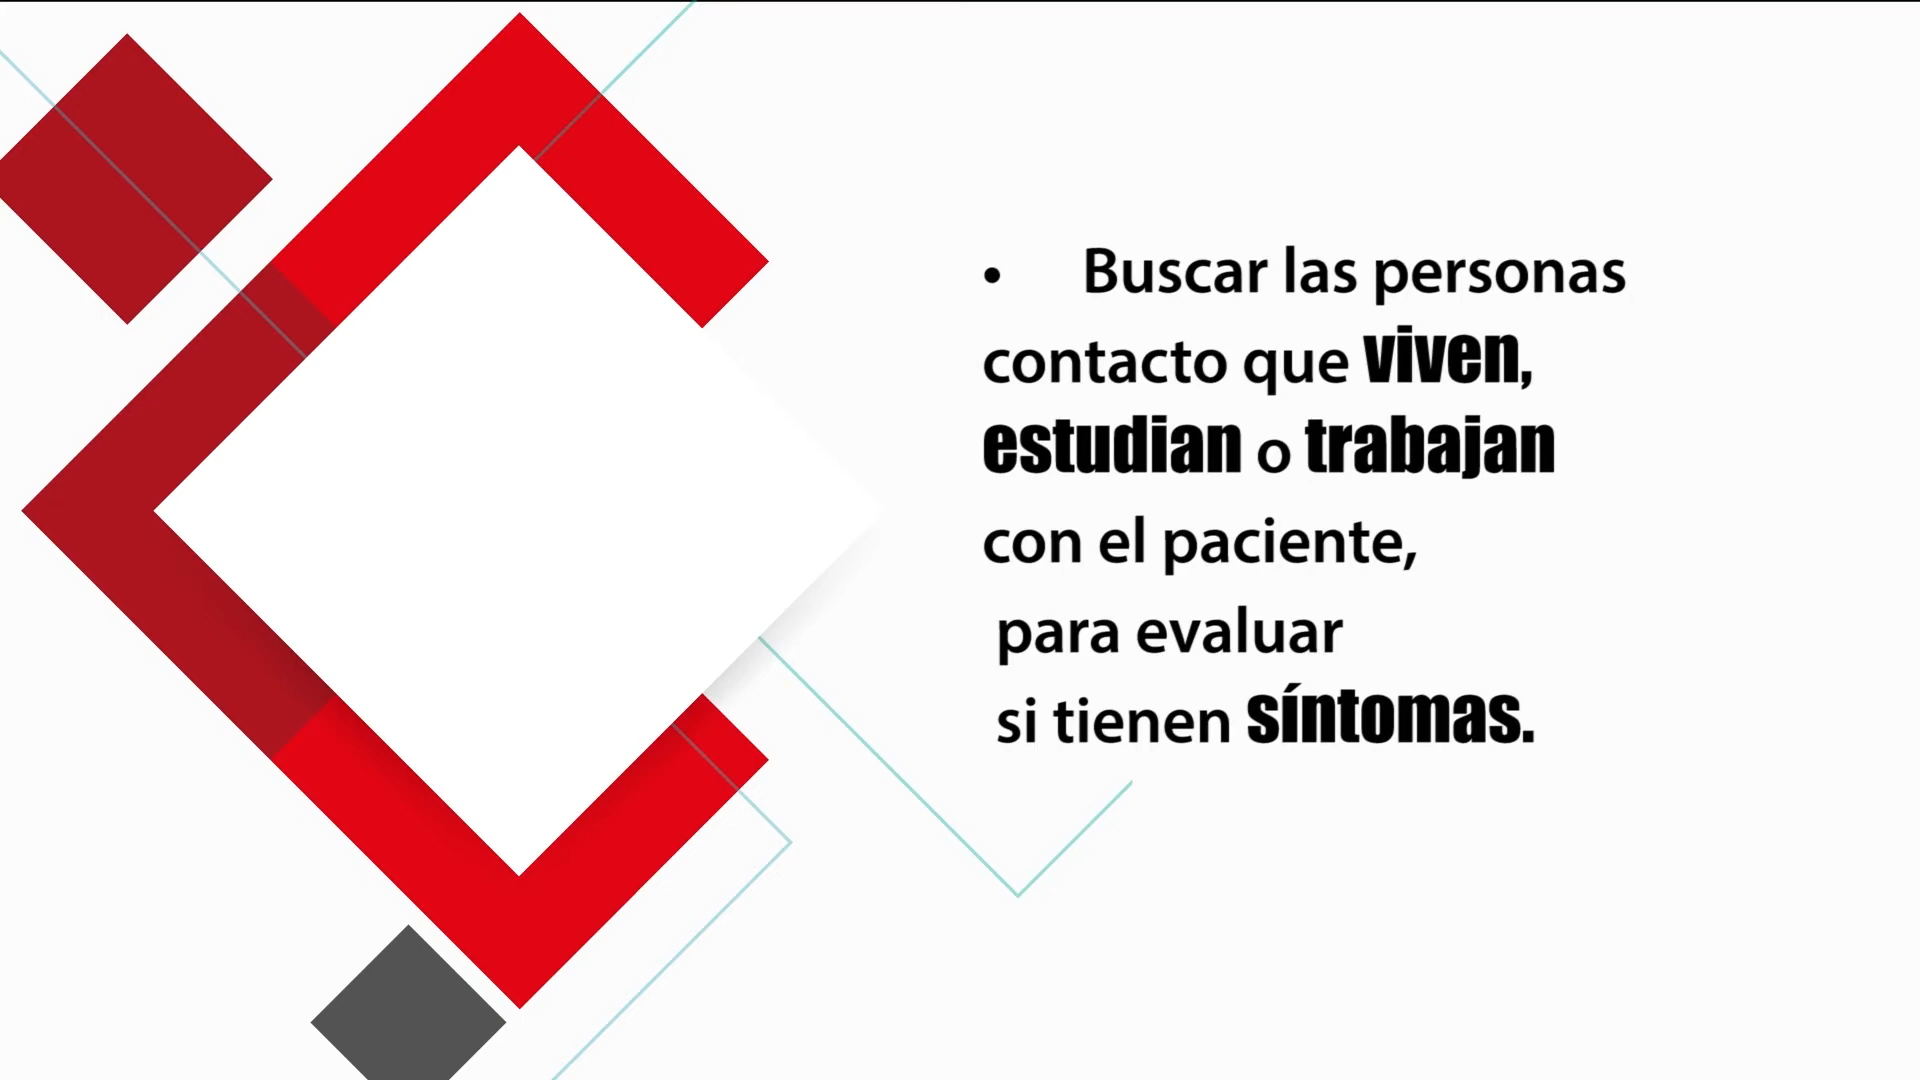 • Buscar las personas
contacto que viven,
estudian o trabajan
con el paciente,
para evaluar
si tienen síntomas.